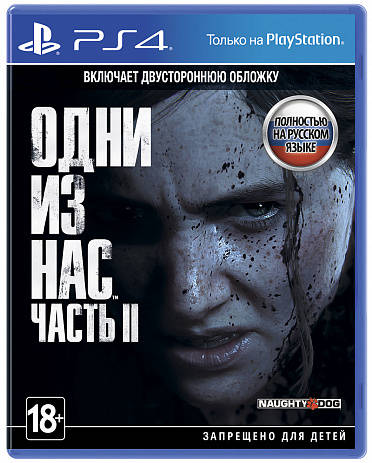 PS4
Только на PlayStation®
ВКЛЮЧАЕТ ДВУСТОРОННЮЮ ОБЛОЖКУ
ПОЛНОСТЬЮ
НА РУССКОМ
ЯЗЫКЕ
ОДНИ
ИЗ
НАС™
ЧАСТЬ II
NAUGHTY DOG
18+
ЗАПРЕЩЕНО ДЛЯ ДЕТЕЙ